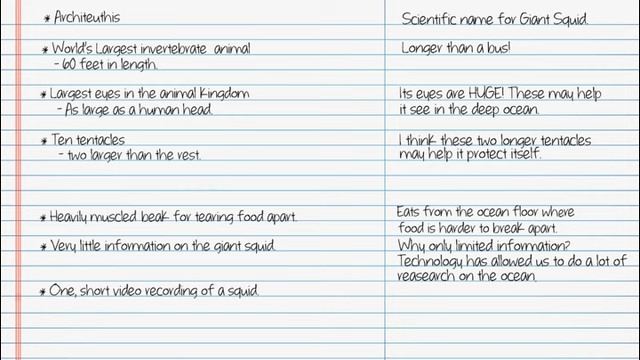 * Architeuthis
Scientific name for Giant Squid.
* World's Largest invertebrate animal
- 60 feet in length.
Longer than a bus!
* Largest eyes in the animal Kingdom
- As large as a human head.
Its eyes are HUGE! These may help
it see in the deep ocean.
* Ten tentacles
- two larger than the rest.
I think these two longer tentacles
may help it protect itself.
* Heavily muscled beak for tearing food apart.
Eats from the ocean floor where
food is harder to break apart.
* Very little information on the giant squid.
Why only limited information?
Technology has allowed us to do a lot of
reasearch on the ocean.
* One, short video recording of a squid.